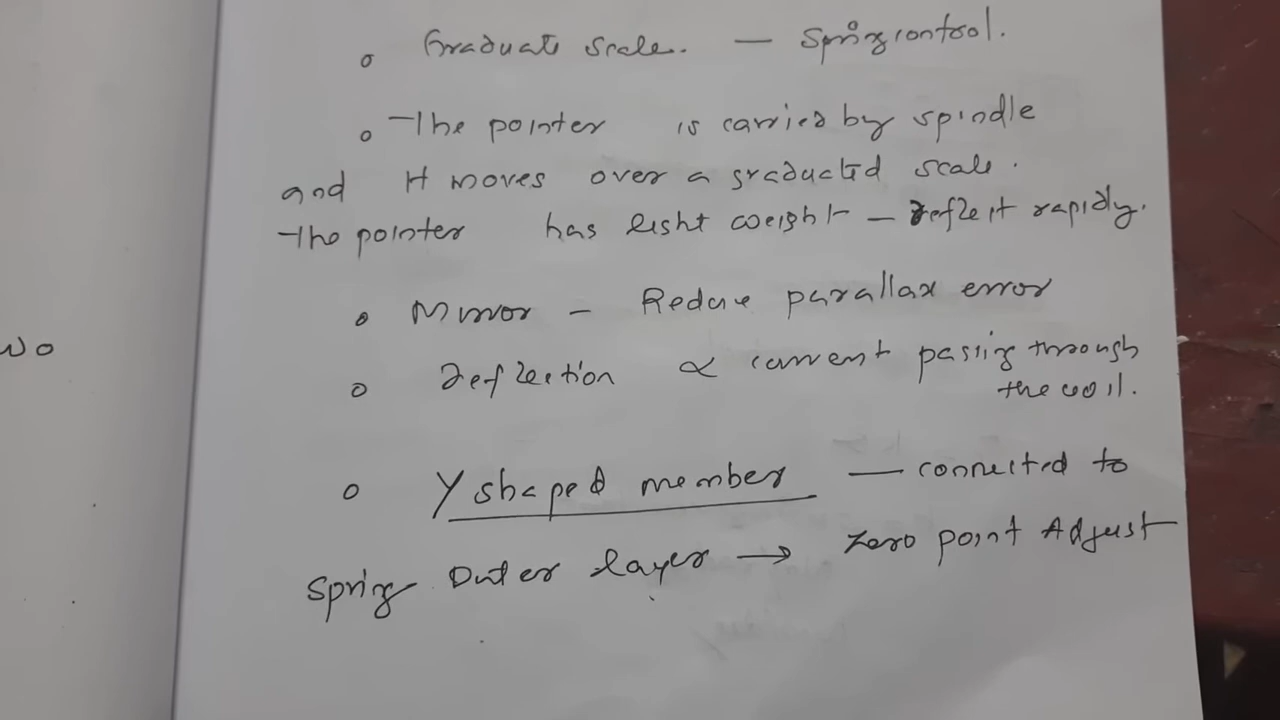 Graduate Scale. — Spring control.
The pointer is carried by spindle
and It moves over a graduated scale.
The pointer has light weight — deflect rapidly.
Mirror — Reduce parallax error
No
Deflection ∝ current passing through
the coil.
Y shaped member — connected to
Spring Outer layer → Zero point Adjust